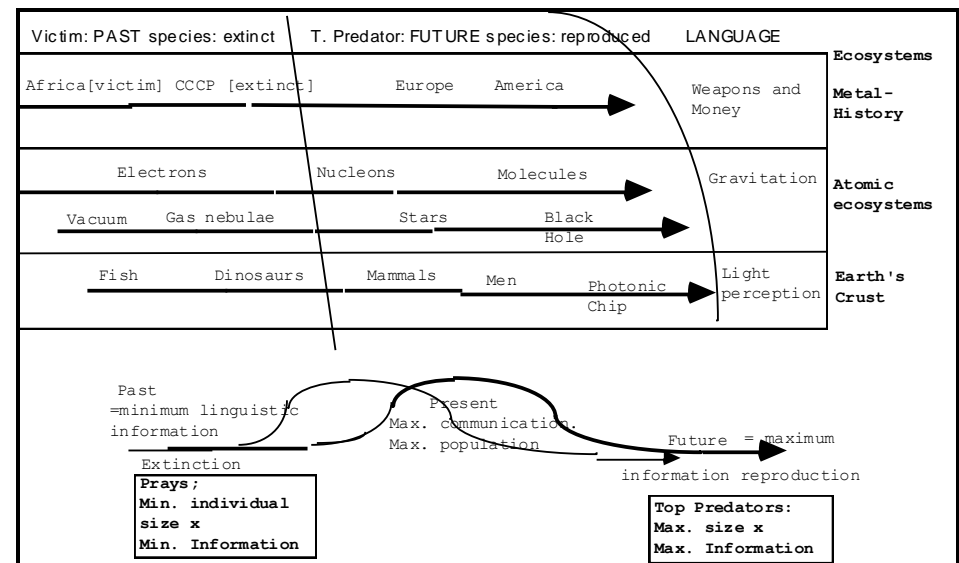 Victim: PAST species: extinct T. Predator: FUTURE species: reproduced LANGUAGE
Ecosystems
Africa[victim] CCCP [extinct] Europe America
Weapons and
Money
Metal-
History
Electrons Nucleons Molecules
Gravitation
Atomic
ecosystems
Vacuum Gas nebulae Stars Black
Hole
Fish Dinosaurs Mammals Men Photonic
Chip
Light
perception
Earth's
Crust
Past
=minimum linguistic
information
Present
Max. communication.
Max. population
Future = maximum
information reproduction
Extinction
Prays;
Min. individual
size x
Min. Information
Top Predators:
Max. size x
Max. Information